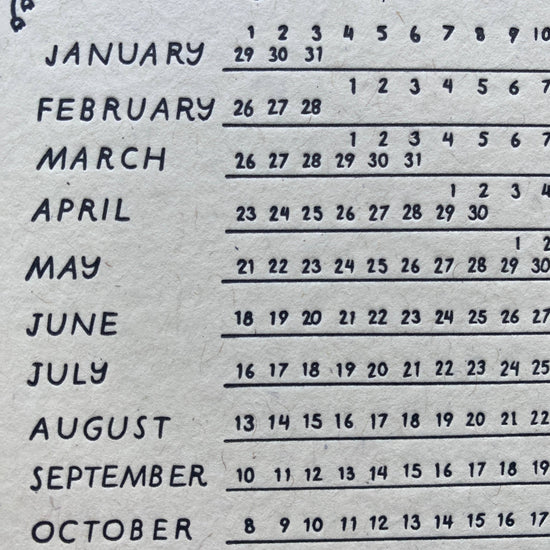 1 2 3 4 5 6 7 8 9 10
JANUARY 29 30 31
1 2 3 4 5 6 7
FEBRUARY 26 27 28
1 2 3 4 5 6 7
MARCH 26 27 28 29 30 31
1 2 3 4
APRIL 23 24 25 26 27 28 29 30
1 2
MAY 21 22 23 24 25 26 27 28 29 30
JUNE 18 19 20 21 22 23 24 25 26 27
JULY 16 17 18 19 20 21 22 23 24 25
AUGUST 13 14 15 16 17 18 19 20 21 22
SEPTEMBER 10 11 12 13 14 15 16 17 18 19
OCTOBER 8 9 10 11 12 13 14 15 16 17